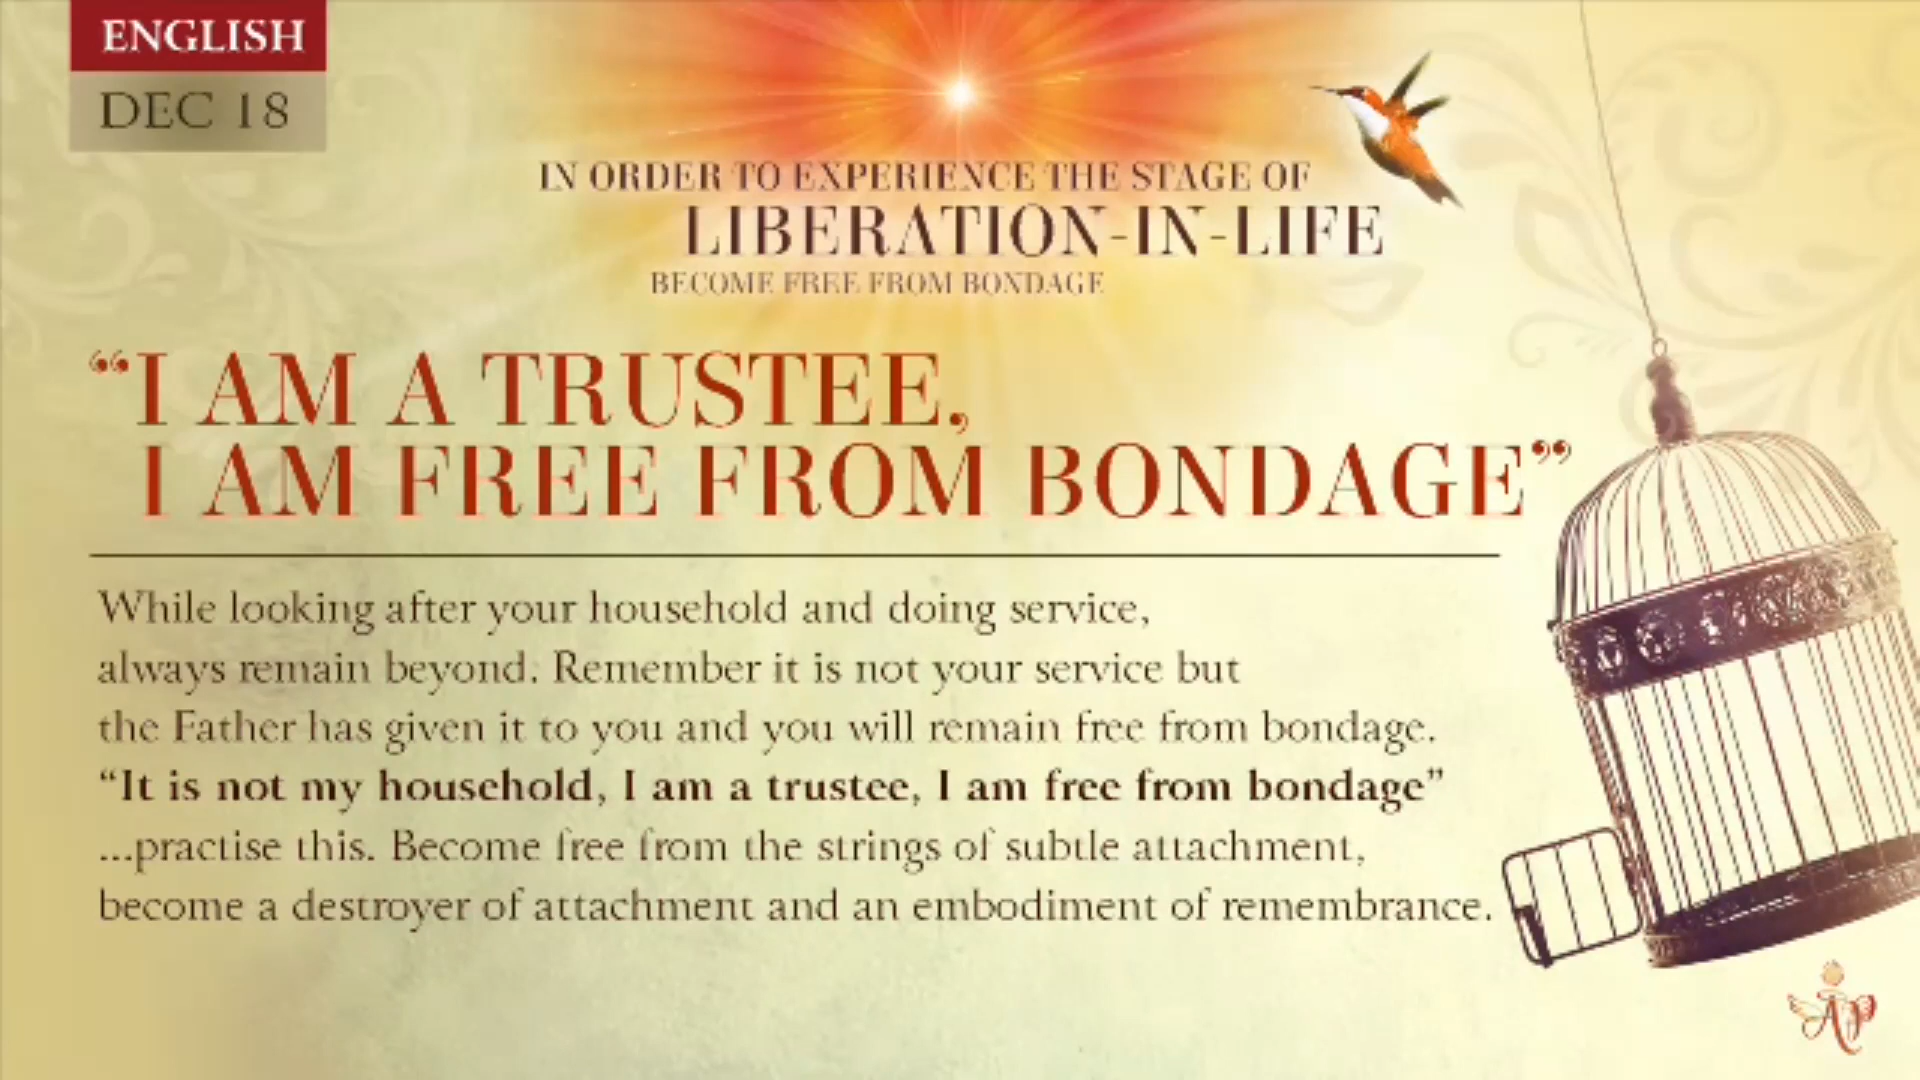 ENGLISH
DEC 18
IN ORDER TO EXPERIENCE THE STAGE OF
LIBERATION-IN-LIFE
BECOME FREE FROM BONDAGE
“I AM A TRUSTEE,
I AM FREE FROM BONDAGE”
While looking after your household and doing service,
always remain beyond. Remember it is not your service but
the Father has given it to you and you will remain free from bondage.
“It is not my household, I am a trustee, I am free from bondage”
...practise this. Become free from the strings of subtle attachment,
become a destroyer of attachment and an embodiment of remembrance.